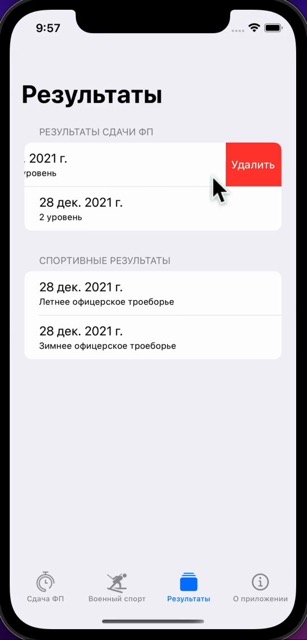 9:57
Результаты
РЕЗУЛЬТАТЫ СДАЧИ ФП
. 2021 г.
уровень
Удалить
28 дек. 2021 г.
2 уровень
СПОРТИВНЫЕ РЕЗУЛЬТАТЫ
28 дек. 2021 г.
Летнее офицерское троеборье
28 дек. 2021 г.
Зимнее офицерское троеборье
Сдача ФП
Военный спорт
Результаты
О приложении